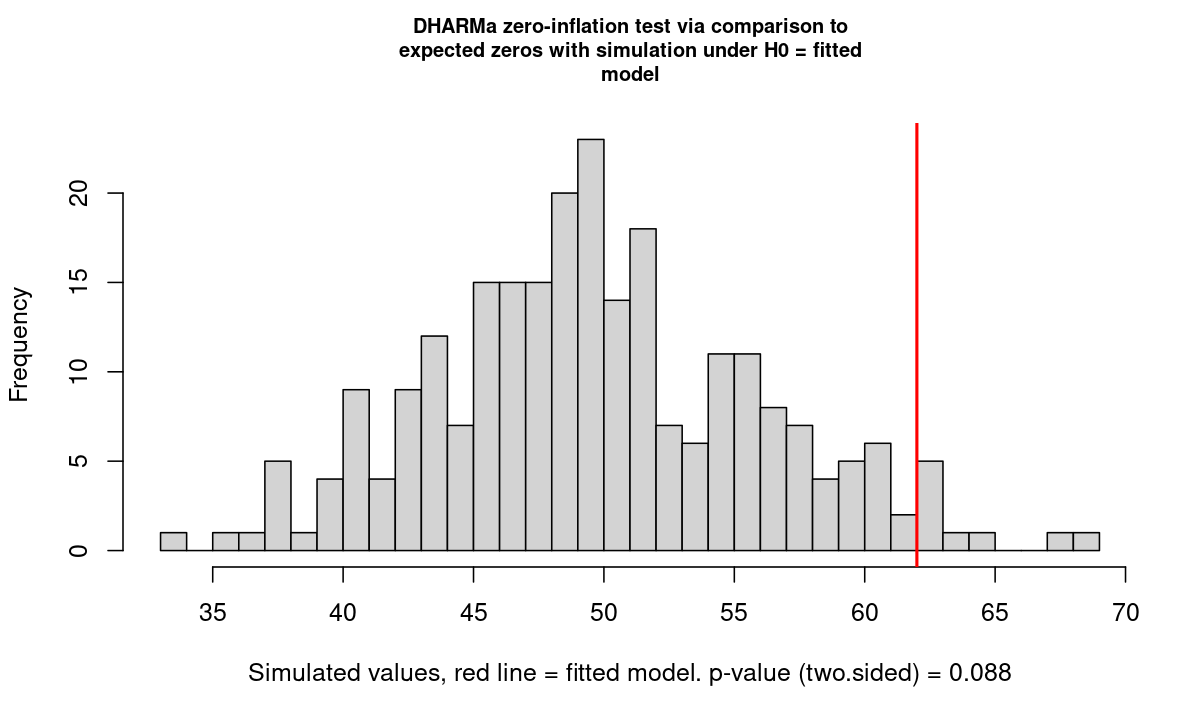 DHARMa zero-inflation test via comparison to
expected zeros with simulation under H0 = fitted
model
Frequency
20
15
10
5
0
35 40 45 50 55 60 65 70
Simulated values, red line = fitted model. p-value (two.sided) = 0.088